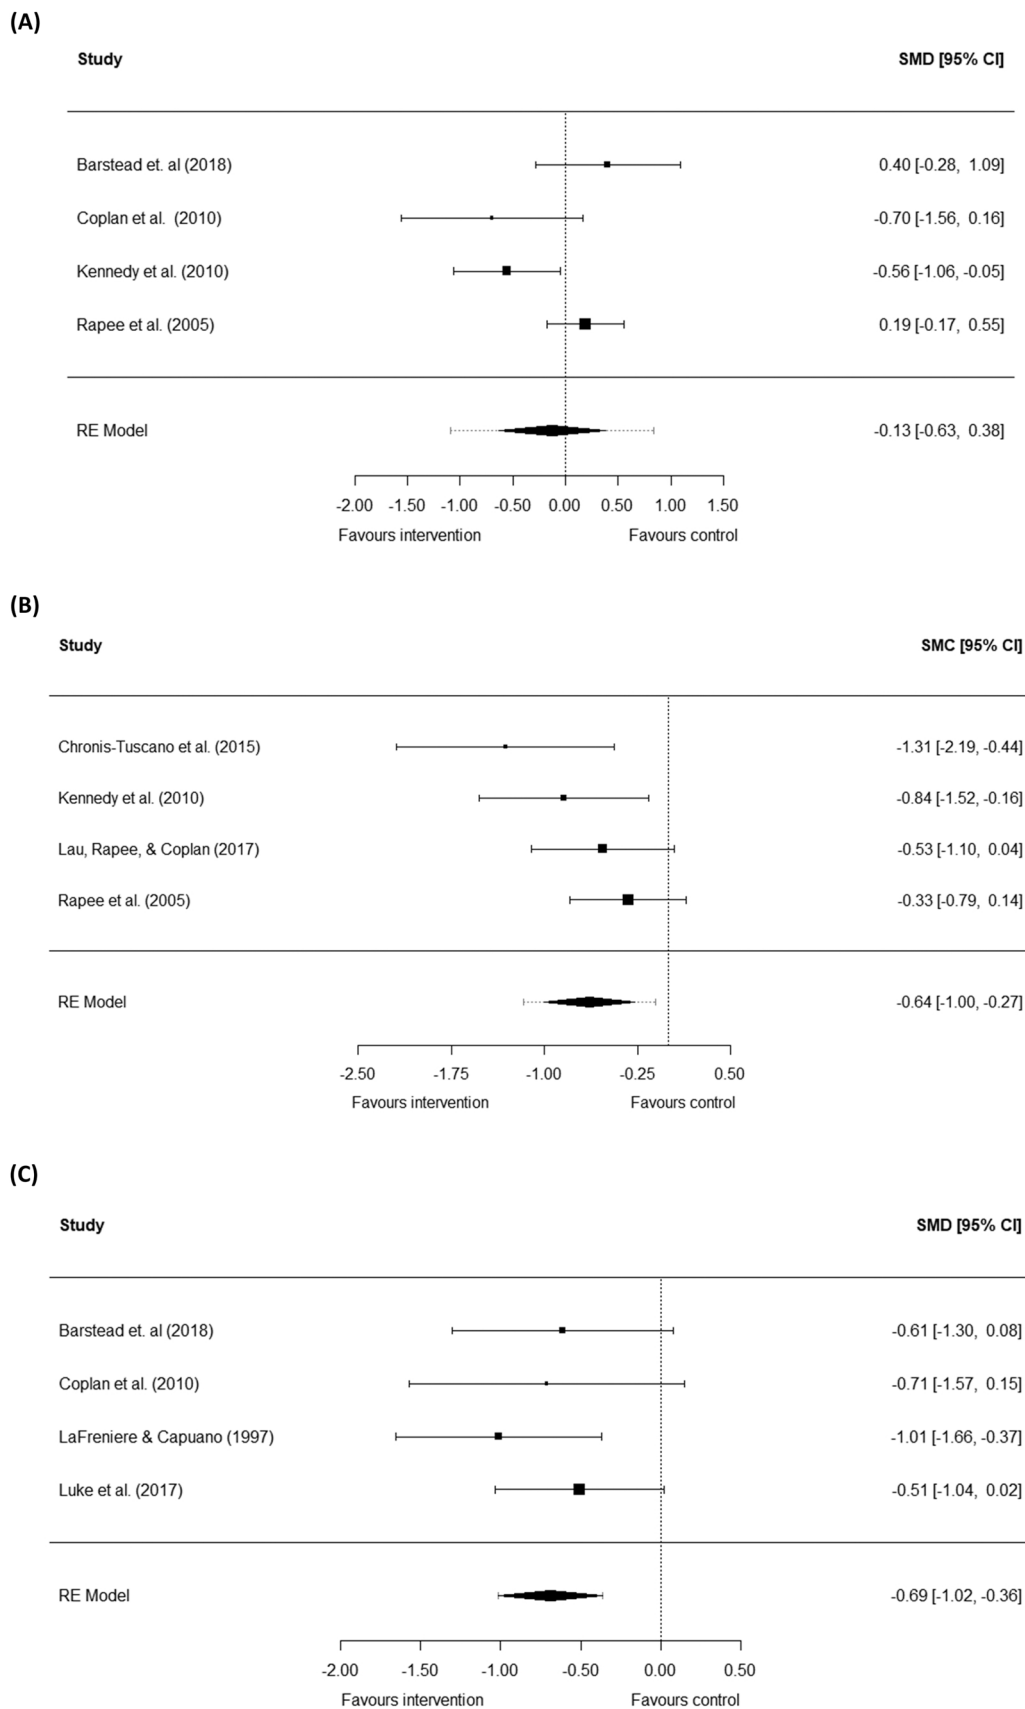 (A)
Study SMD [95% CI]
Barstead et. al (2018) 0.40 [-0.28, 1.09]
Coplan et al. (2010) -0.70 [-1.56, 0.16]
Kennedy et al. (2010) -0.56 [-1.06, -0.05]
Rapee et al. (2005) 0.19 [-0.17, 0.55]
RE Model -0.13 [-0.63, 0.38]
-2.00 -1.50 -1.00 -0.50 0.00 0.50 1.00 1.50
Favours intervention Favours control
(B)
Study SMC [95% CI]
Chronis-Tuscano et al. (2015) -1.31 [-2.19, -0.44]
Kennedy et al. (2010) -0.84 [-1.52, -0.16]
Lau, Rapee, & Coplan (2017) -0.53 [-1.10, 0.04]
Rapee et al. (2005) -0.33 [-0.79, 0.14]
RE Model -0.64 [-1.00, -0.27]
-2.50 -1.75 -1.00 -0.25 0.50
Favours intervention Favours control
(C)
Study SMD [95% CI]
Barstead et. al (2018) -0.61 [-1.30, 0.08]
Coplan et al. (2010) -0.71 [-1.57, 0.15]
LaFreniere & Capuano (1997) -1.01 [-1.66, -0.37]
Luke et al. (2017) -0.51 [-1.04, 0.02]
RE Model -0.69 [-1.02, -0.36]
-2.00 -1.50 -1.00 -0.50 0.00 0.50
Favours intervention Favours control